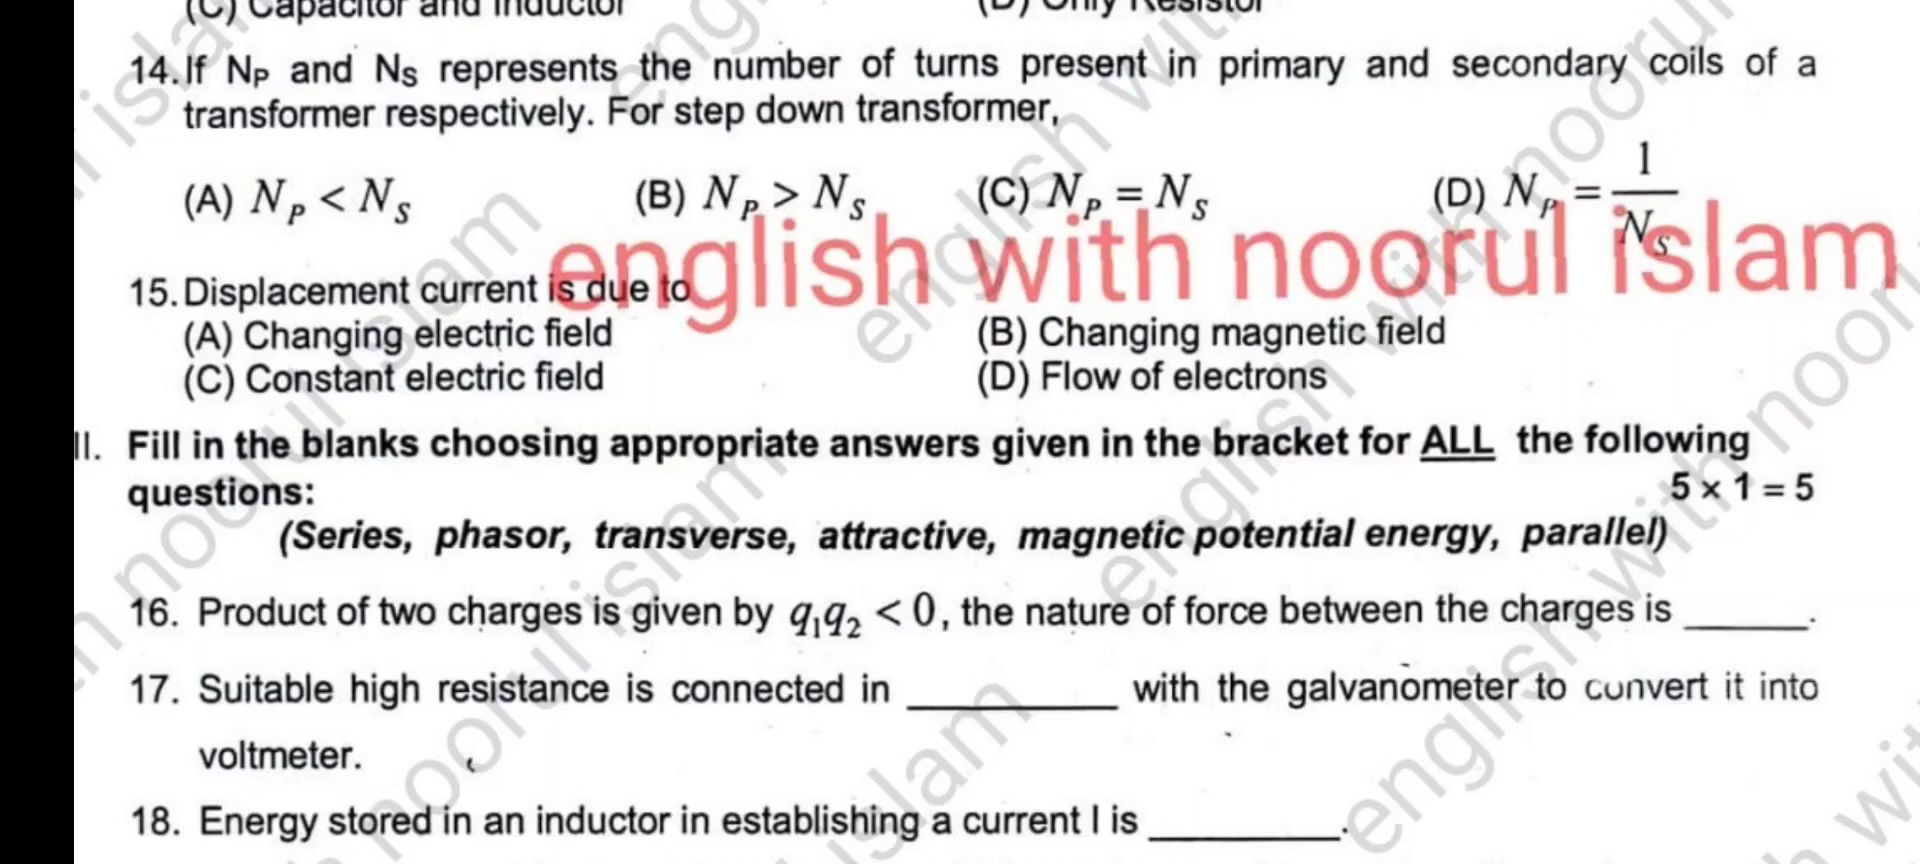 (C) Capacitor and Inductor (D) Only Resistor
14. If Np and Ns represents the number of turns present in primary and secondary coils of a
transformer respectively. For step down transformer,
(A) N_P < N_S (B) N_P > N_S (C) N_P = N_S (D) N_P = 1/N_S
english with noorul islam
15. Displacement current is due to
(A) Changing electric field (B) Changing magnetic field
(C) Constant electric field (D) Flow of electrons
II. Fill in the blanks choosing appropriate answers given in the bracket for ALL the following
questions: 5 x 1 = 5
(Series, phasor, transverse, attractive, magnetic potential energy, parallel)
16. Product of two charges is given by q₁q₂ < 0, the nature of force between the charges is ______.
17. Suitable high resistance is connected in __________ with the galvanometer to convert it into
voltmeter.
18. Energy stored in an inductor in establishing a current I is _________.
english with noorul islam